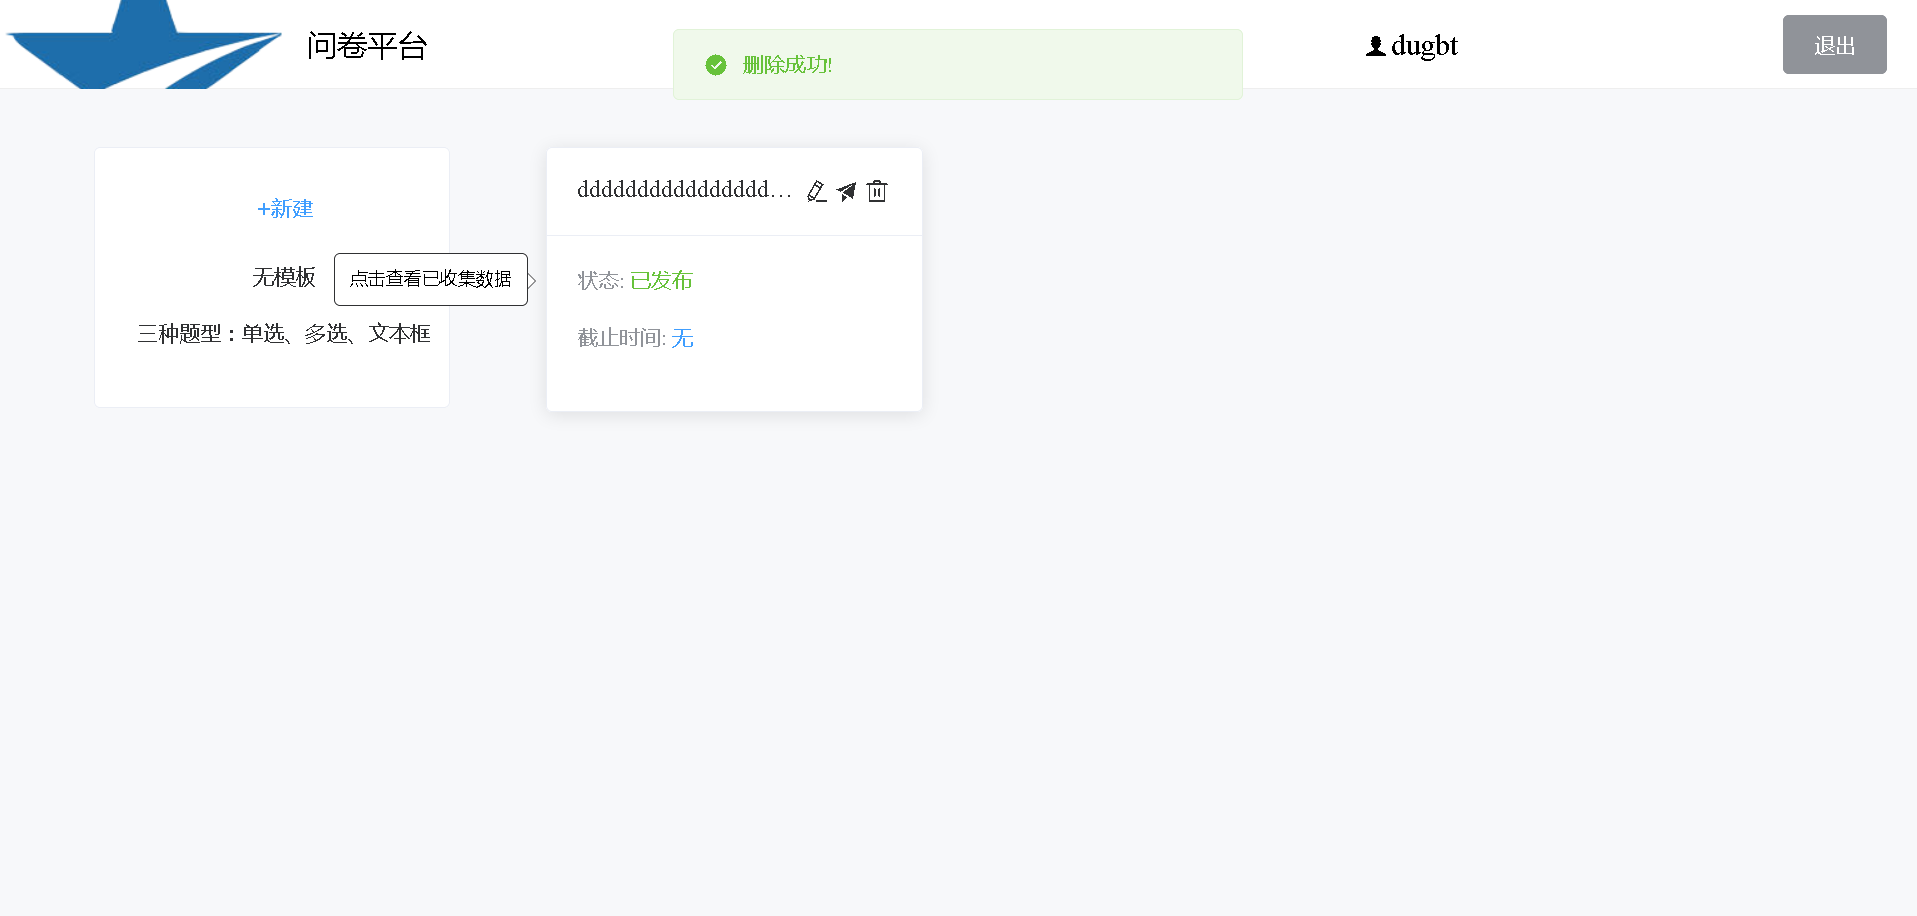 问卷平台
删除成功!
dugbt
退出
+新建
无模板
三种题型：单选、多选、文本框
点击查看已收集数据
dddddddddddddddd...
状态: 已发布
截止时间: 无